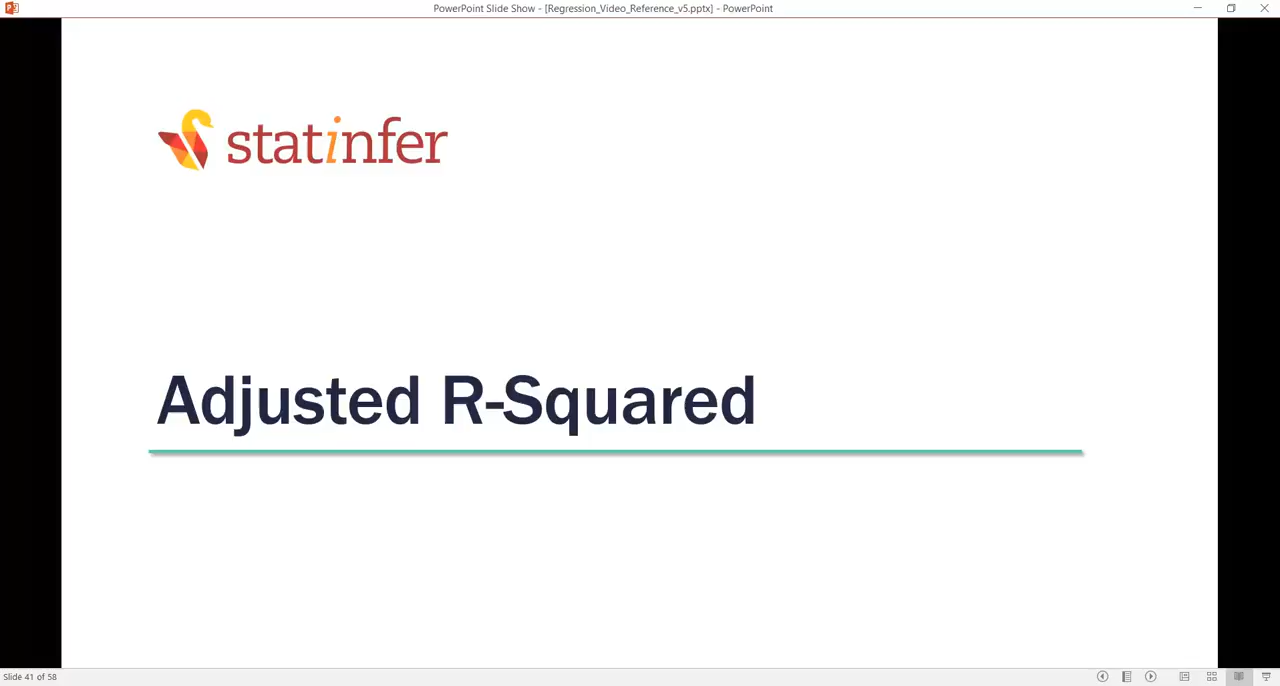 PowerPoint Slide Show - [Regression_Video_Reference_v5.pptx] - PowerPoint
statinfer
Adjusted R-Squared
Slide 41 of 58